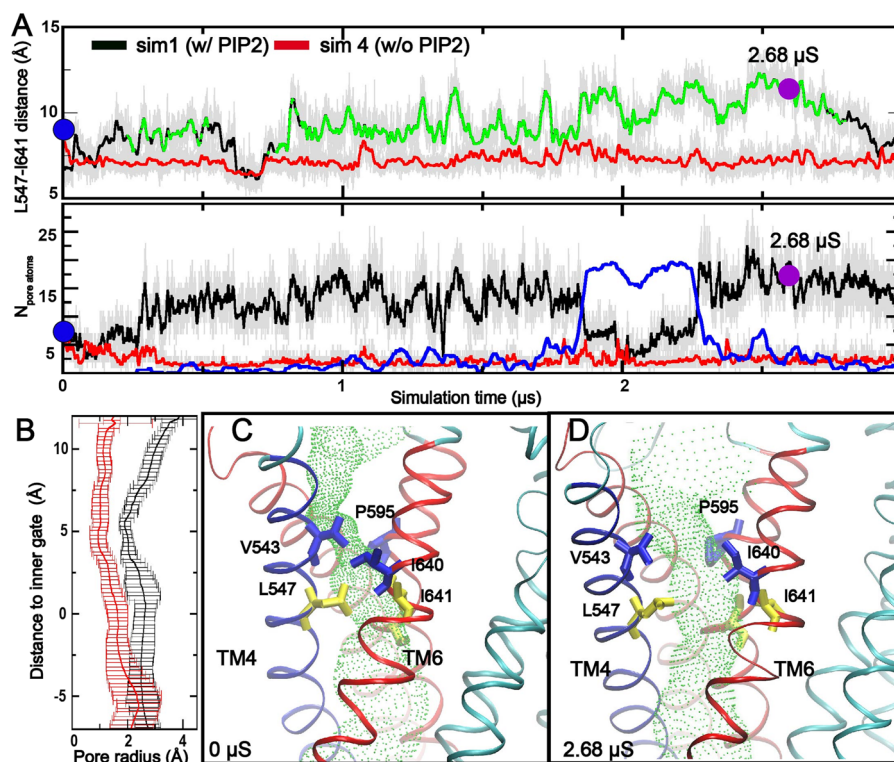 A
sim1 (w/ PIP2)
sim 4 (w/o PIP2)
2.68 µS
L547-I641 distance (Å)
15
10
5
2.68 µS
N pore atoms
25
15
5
0
1
2
Simulation time (µs)
B
Distance to inner gate (Å)
10
5
0
-5
0
2
4
Pore radius (Å)
C
P595
V543
I640
L547
I641
TM4
TM6
0 µS
D
P595
V543
I640
L547
I641
TM4
TM6
2.68 µS